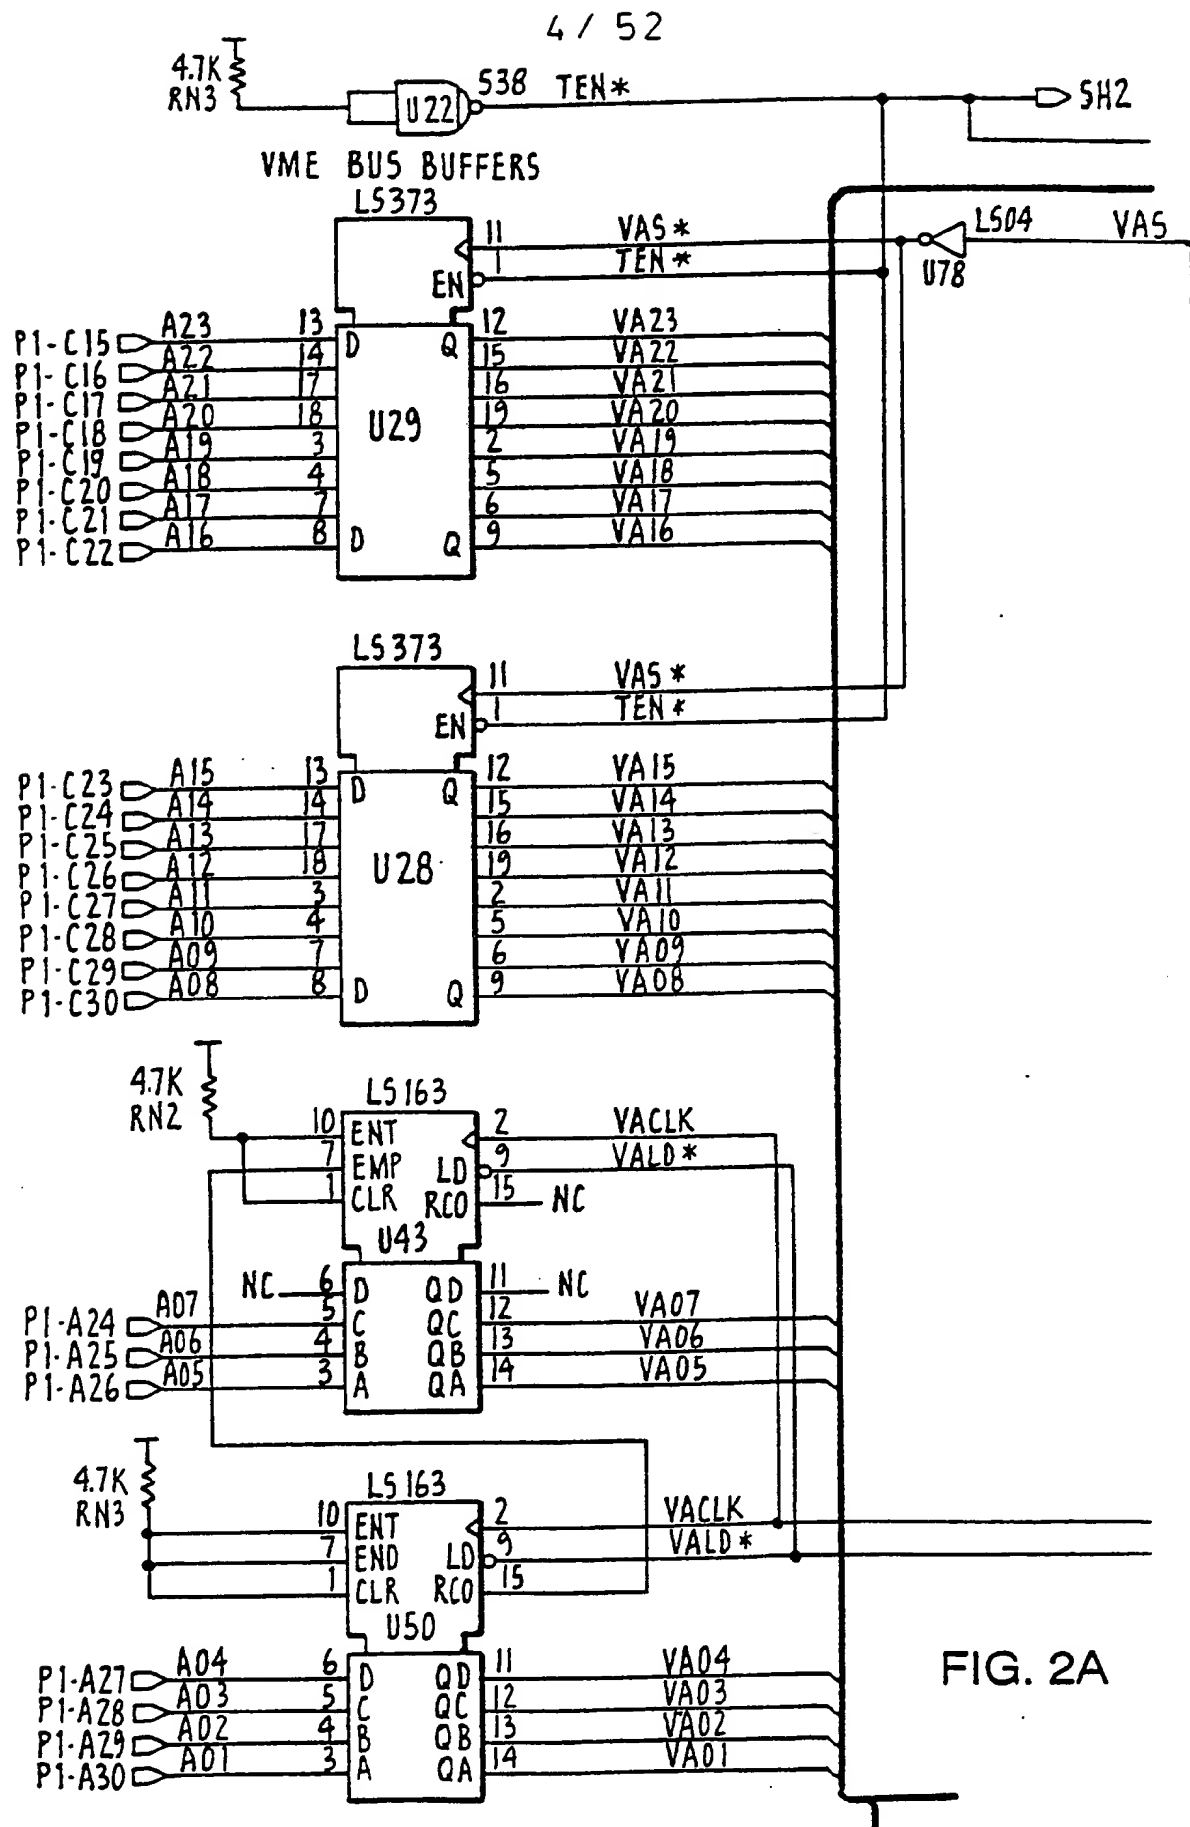 4 / 52
4.7K
RN3
U22
S38
TEN*
SH2
VME BUS BUFFERS
LS373
11
VAS*
LS04
VAS
1
TEN*
U78
EN
P1-C15 A23 13 D Q 12 VA23
P1-C16 A22 14 15 VA22
P1-C17 A21 17 16 VA21
P1-C18 A20 18 U29 19 VA20
P1-C19 A19 3 2 VA19
P1-C20 A18 4 5 VA18
P1-C21 A17 7 6 VA17
P1-C22 A16 8 D Q 9 VA16
LS373
11
VAS*
1
TEN*
EN
P1-C23 A15 13 D Q 12 VA15
P1-C24 A14 14 15 VA14
P1-C25 A13 17 16 VA13
P1-C26 A12 18 U28 19 VA12
P1-C27 A11 3 2 VA11
P1-C28 A10 4 5 VA10
P1-C29 A09 7 6 VA09
P1-C30 A08 8 D Q 9 VA08
4.7K
RN2
LS163
10 ENT 2 VACLK
7 EMP LD 9 VALD*
1 CLR RCO 15 NC
U43
NC 6 D QD 11 NC
P1-A24 A07 5 C QC 12 VA07
P1-A25 A06 4 B QB 13 VA06
P1-A26 A05 3 A QA 14 VA05
4.7K
RN3
LS163
10 ENT 2 VACLK
7 END LD 9 VALD*
1 CLR RCO 15
U50
P1-A27 A04 6 D QD 11 VA04
P1-A28 A03 5 C QC 12 VA03
P1-A29 A02 4 B QB 13 VA02
P1-A30 A01 3 A QA 14 VA01
FIG. 2A